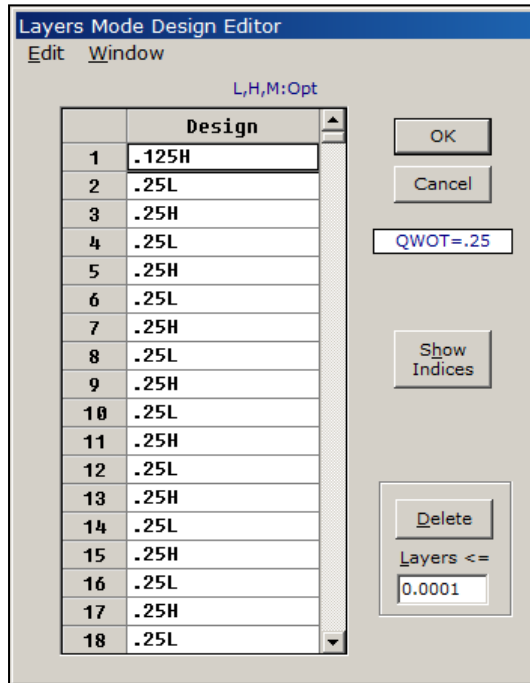 Layers Mode Design Editor
Edit Window
L,H,M:Opt
Design
1 .125H
2 .25L
3 .25H
4 .25L
5 .25H
6 .25L
7 .25H
8 .25L
9 .25H
10 .25L
11 .25H
12 .25L
13 .25H
14 .25L
15 .25H
16 .25L
17 .25H
18 .25L
OK
Cancel
QWOT=.25
Show
Indices
Delete
Layers <=
0.0001